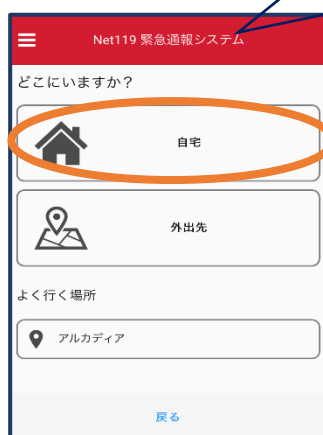 Net119 緊急通報システム
どこにいますか？
自宅
外出先
よく行く場所
アルカディア
戻る